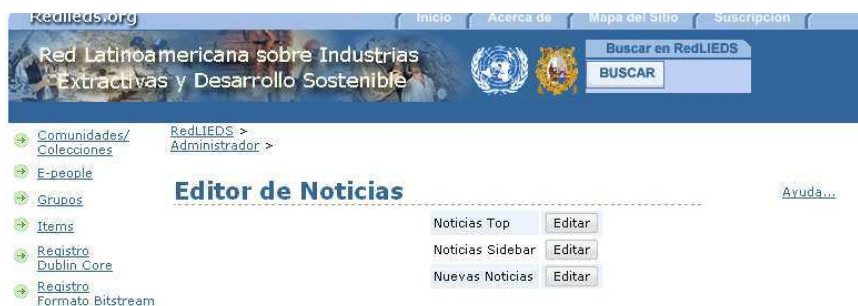 Redlieds.org
Inicio Acerca de Mapa del Sitio Suscripción
Red Latinoamericana sobre Industrias
Extractivas y Desarrollo Sostenible
Buscar en RedLIEDS
BUSCAR
RedLIEDS >
Administrador >
Comunidades/
Colecciones
E-people
Grupos
Items
Registro
Dublin Core
Registro
Formato Bitstream
Editor de Noticias
Ayuda...
Noticias Top Editar
Noticias Sidebar Editar
Nuevas Noticias Editar